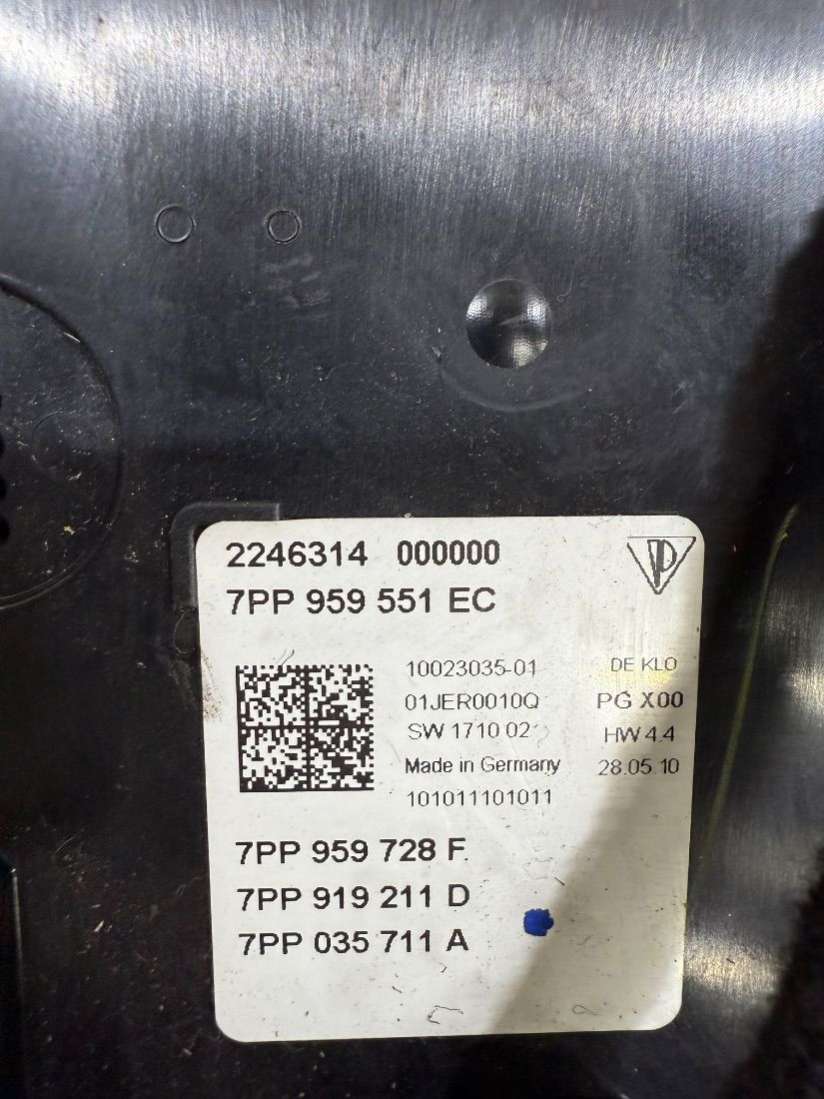 2246314 000000
7PP 959 551 EC
10023035-01 DE KLO
01JER0010Q PG X00
SW 1710 02 HW 4.4
Made in Germany 28.05.10
101011101011
7PP 959 728 F
7PP 919 211 D
7PP 035 711 A